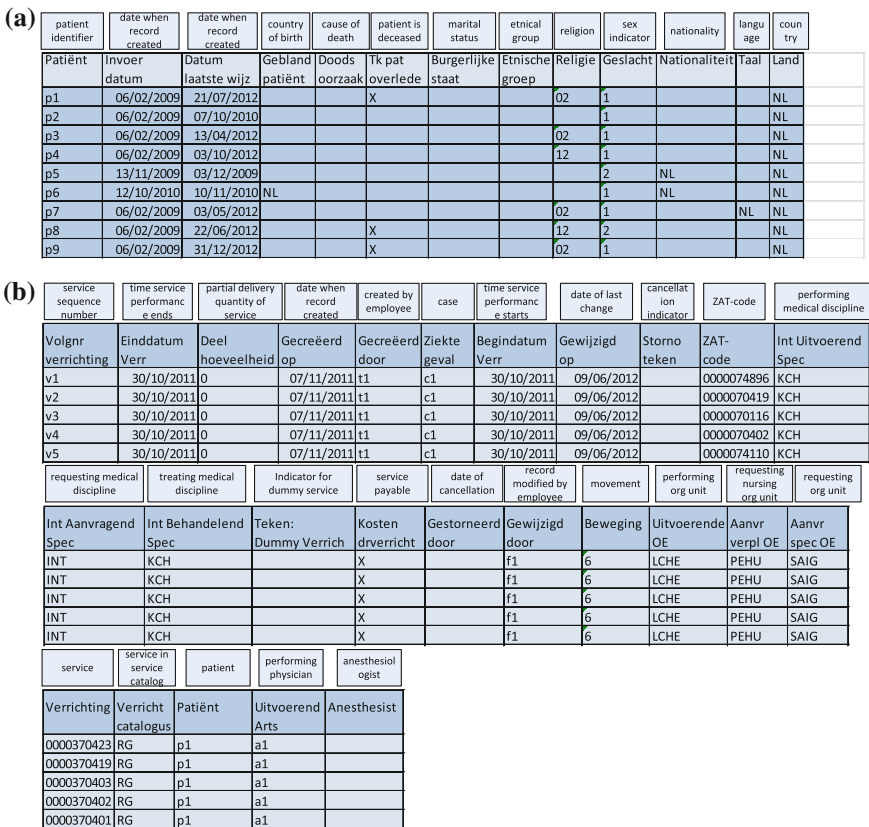 (a)
patient identifier | date when record created | date when record created | country of birth | cause of death | patient is deceased | marital status | etnical group | religion | sex indicator | nationality | langu age | coun try
Patiënt | Invoer datum | Datum laatste wijz | Gebland patiënt | Doods oorzaak | Tk pat overlede | Burgerlijke staat | Etnische groep | Religie | Geslacht | Nationaliteit | Taal | Land
p1 | 06/02/2009 | 21/07/2012 | X | 02 | 1 | NL
p2 | 06/02/2009 | 07/10/2010 | 1 | NL
p3 | 06/02/2009 | 13/04/2012 | 02 | 1 | NL
p4 | 06/02/2009 | 03/10/2012 | 12 | 1 | NL
p5 | 13/11/2009 | 03/12/2009 | 2 | NL | NL
p6 | 12/10/2010 | 10/11/2010 | NL | 1 | NL | NL
p7 | 06/02/2009 | 03/05/2012 | 02 | 1 | NL | NL
p8 | 06/02/2009 | 22/06/2012 | X | 12 | 2 | NL
p9 | 06/02/2009 | 31/12/2012 | X | 02 | 1 | NL
(b)
service sequence number | time service performanc e ends | partial delivery quantity of service | date when record created | created by employee | case | time service performanc e starts | date of last change | cancellat ion indicator | ZAT-code | performing medical discipline
Volgnr verrichting | Einddatum Verr | Deel hoeveelheid | Gecreëerd op | Gecreëerd door | Ziekte geval | Begindatum Verr | Gewijzigd op | Storno teken | ZAT- code | Int Uitvoerend Spec
v1 | 30/10/2011 | 0 | 07/11/2011 | t1 | c1 | 30/10/2011 | 09/06/2012 | 0000074896 | KCH
v2 | 30/10/2011 | 0 | 07/11/2011 | t1 | c1 | 30/10/2011 | 09/06/2012 | 0000070419 | KCH
v3 | 30/10/2011 | 0 | 07/11/2011 | t1 | c1 | 30/10/2011 | 09/06/2012 | 0000070116 | KCH
v4 | 30/10/2011 | 0 | 07/11/2011 | t1 | c1 | 30/10/2011 | 09/06/2012 | 0000070402 | KCH
v5 | 30/10/2011 | 0 | 07/11/2011 | t1 | c1 | 30/10/2011 | 09/06/2012 | 0000074110 | KCH
requesting medical discipline | treating medical discipline | Indicator for dummy service | service payable | date of cancellation | record modified by employee | movement | performing org unit | requesting nursing org unit | requesting org unit
Int Aanvragend Spec | Int Behandelend Spec | Teken: Dummy Verrich | Kosten drverricht | Gestorneerd door | Gewijzigd door | Beweging | Uitvoerende OE | Aanvr verpl OE | Aanvr spec OE
INT | KCH | X | f1 | 6 | LCHE | PEHU | SAIG
INT | KCH | X | f1 | 6 | LCHE | PEHU | SAIG
INT | KCH | X | f1 | 6 | LCHE | PEHU | SAIG
INT | KCH | X | f1 | 6 | LCHE | PEHU | SAIG
INT | KCH | X | f1 | 6 | LCHE | PEHU | SAIG
service | service in service catalog | patient | performing physician | anesthesiol ogist
Verrichting | Verricht catalogus | Patiënt | Uitvoerend Arts | Anesthesist
0000370423 | RG | p1 | a1
0000370419 | RG | p1 | a1
0000370403 | RG | p1 | a1
0000370402 | RG | p1 | a1
0000370401 | RG | p1 | a1